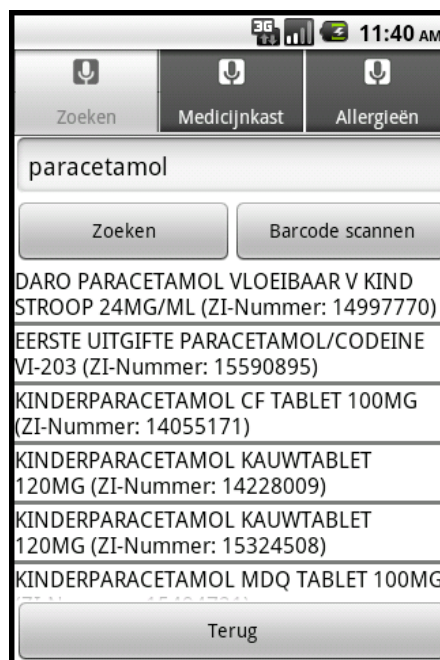 3G 11:40 AM
Zoeken Medicijnkast Allergieën
paracetamol
Zoeken Barcode scannen
DARO PARACETAMOL VLOEIBAAR V KIND
STROOP 24MG/ML (ZI-Nummer: 14997770)
EERSTE UITGIFTE PARACETAMOL/CODEINE
VI-203 (ZI-Nummer: 15590895)
KINDERPARACETAMOL CF TABLET 100MG
(ZI-Nummer: 14055171)
KINDERPARACETAMOL KAUWTABLET
120MG (ZI-Nummer: 14228009)
KINDERPARACETAMOL KAUWTABLET
120MG (ZI-Nummer: 15324508)
KINDERPARACETAMOL MDQ TABLET 100MG
Terug